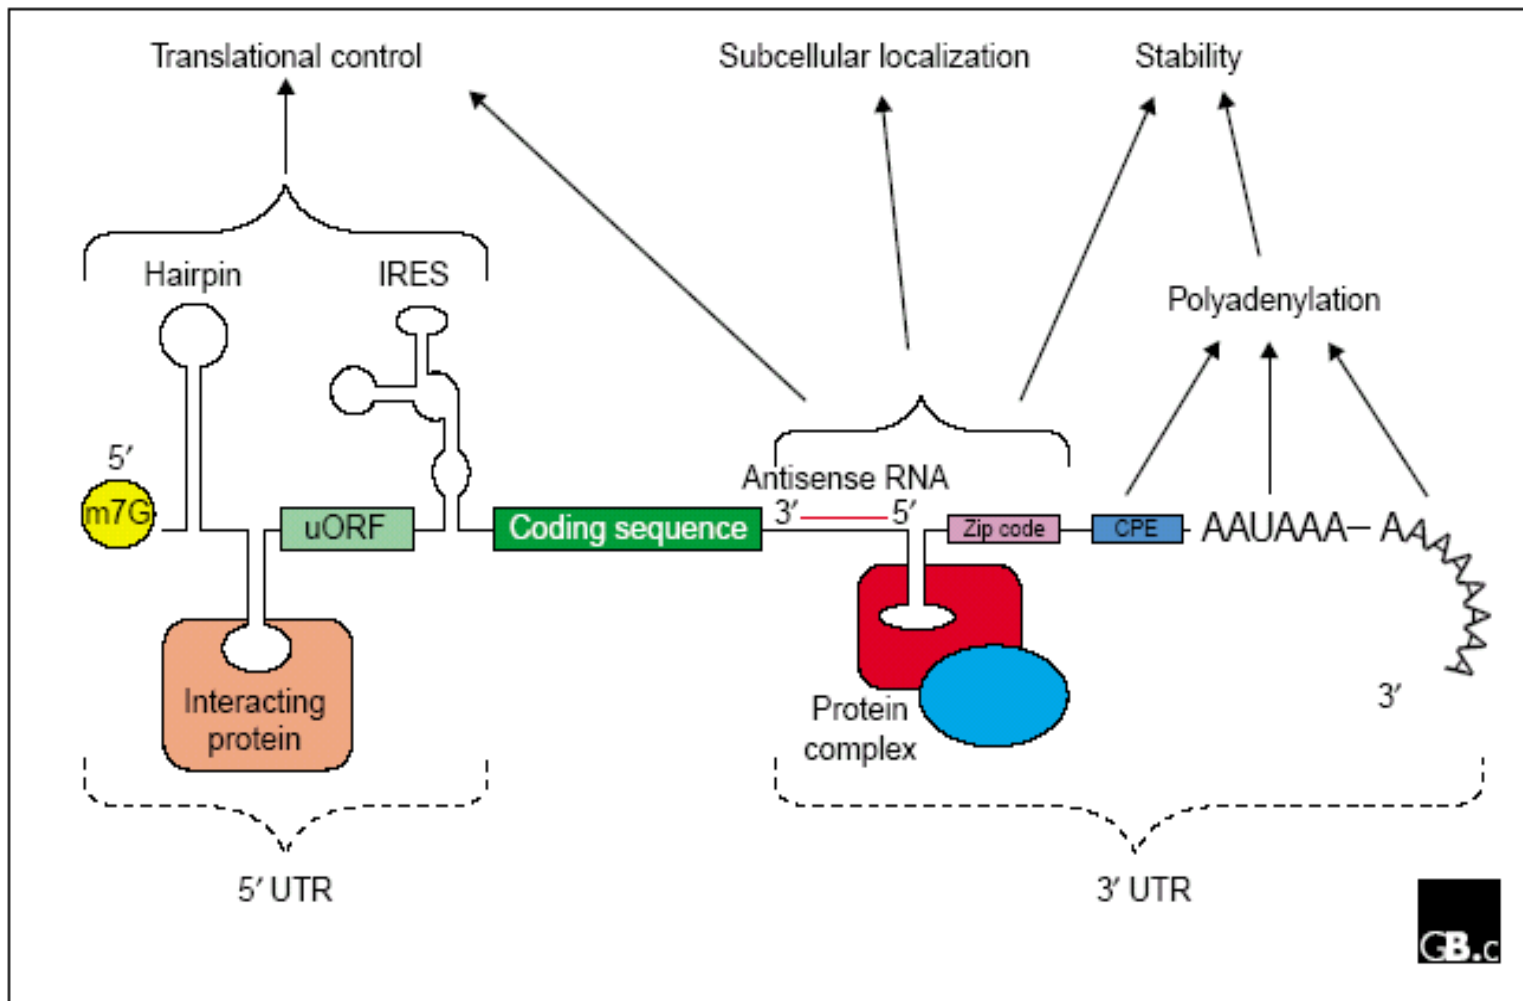 Translational control
Subcellular localization
Stability
Hairpin
IRES
Polyadenylation
5′
m7G
uORF
Coding sequence
Antisense RNA
3′ 5′
Zip code
CPE
AAUAAA– AAAAAAAA
Interacting
protein
Protein
complex
3′
5′ UTR
3′ UTR
GB.c